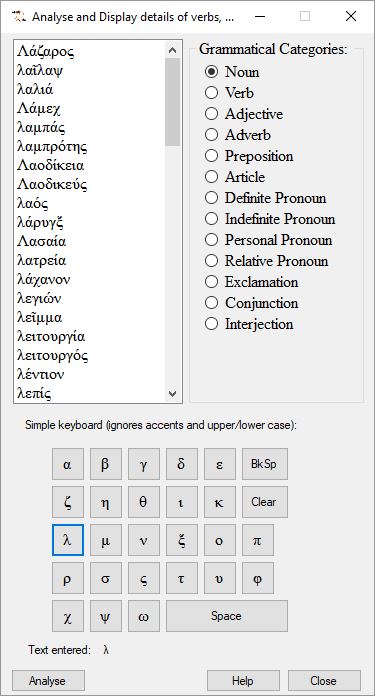 Analyse and Display details of verbs, ...
Λάζαρος
λαῖλαψ
λαλιά
Λάμεχ
λαμπάς
λαμπρότης
Λαοδίκεια
Λαοδικεύς
λαός
λάρυγξ
Λασαία
λατρεία
λάχανον
λεγιών
λεῖμμα
λειτουργία
λειτουργός
λέντιον
λεπίς
Grammatical Categories:
Noun
Verb
Adjective
Adverb
Preposition
Article
Definite Pronoun
Indefinite Pronoun
Personal Pronoun
Relative Pronoun
Exclamation
Conjunction
Interjection
Simple keyboard (ignores accents and upper/lower case):
α β γ δ ε BkSp
ζ η θ ι κ Clear
λ μ ν ξ ο π
ρ σ ς τ υ φ
χ ψ ω Space
Text entered: λ
Analyse Help Close